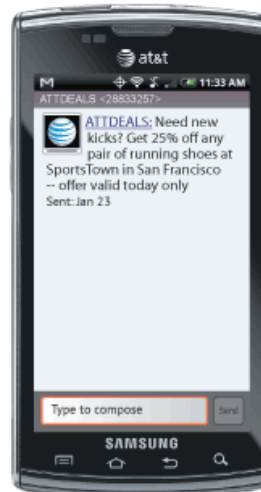 at&t
11:33 AM
ATTDEALS <28833257>
ATTDEALS: Need new
kicks? Get 25% off any
pair of running shoes at
SportsTown in San Francisco
-- offer valid today only
Sent: Jan 23
Type to compose
Send
SAMSUNG